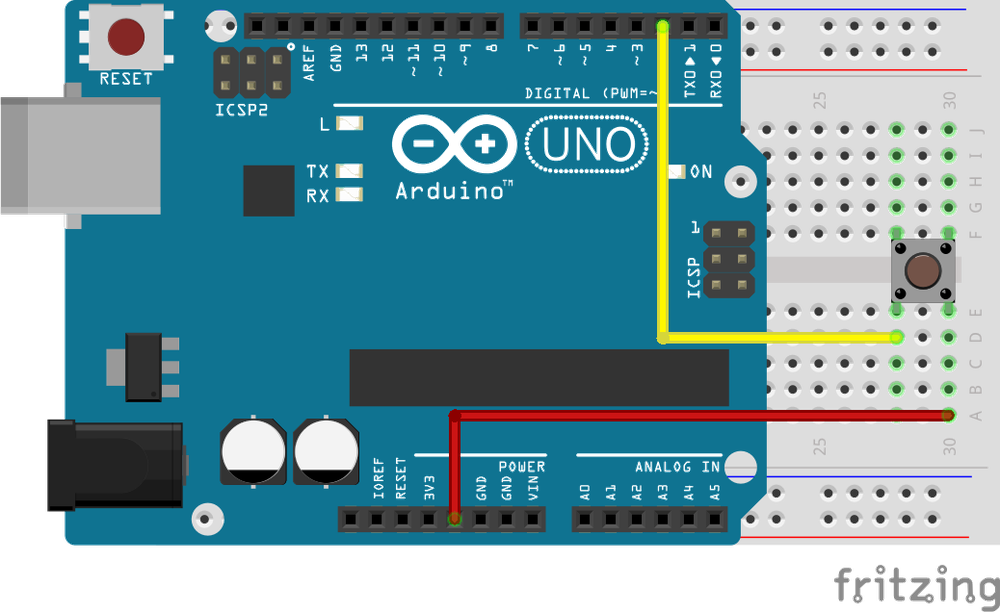 RESET
ICSP2
AREF
GND
13
12
~11
~10
~9
8
7
~6
~5
4
~3
TX0▶1
RX0◀0
DIGITAL (PWM=~
L
TX
RX
Arduino™
UNO
ON
1
ICSP
25
30
J
I
H
G
F
E
D
C
B
A
25
30
IOREF
RESET
3V3
GND
GND
VIN
POWER
ANALOG IN
A0
A1
A2
A3
A4
A5
fritzing